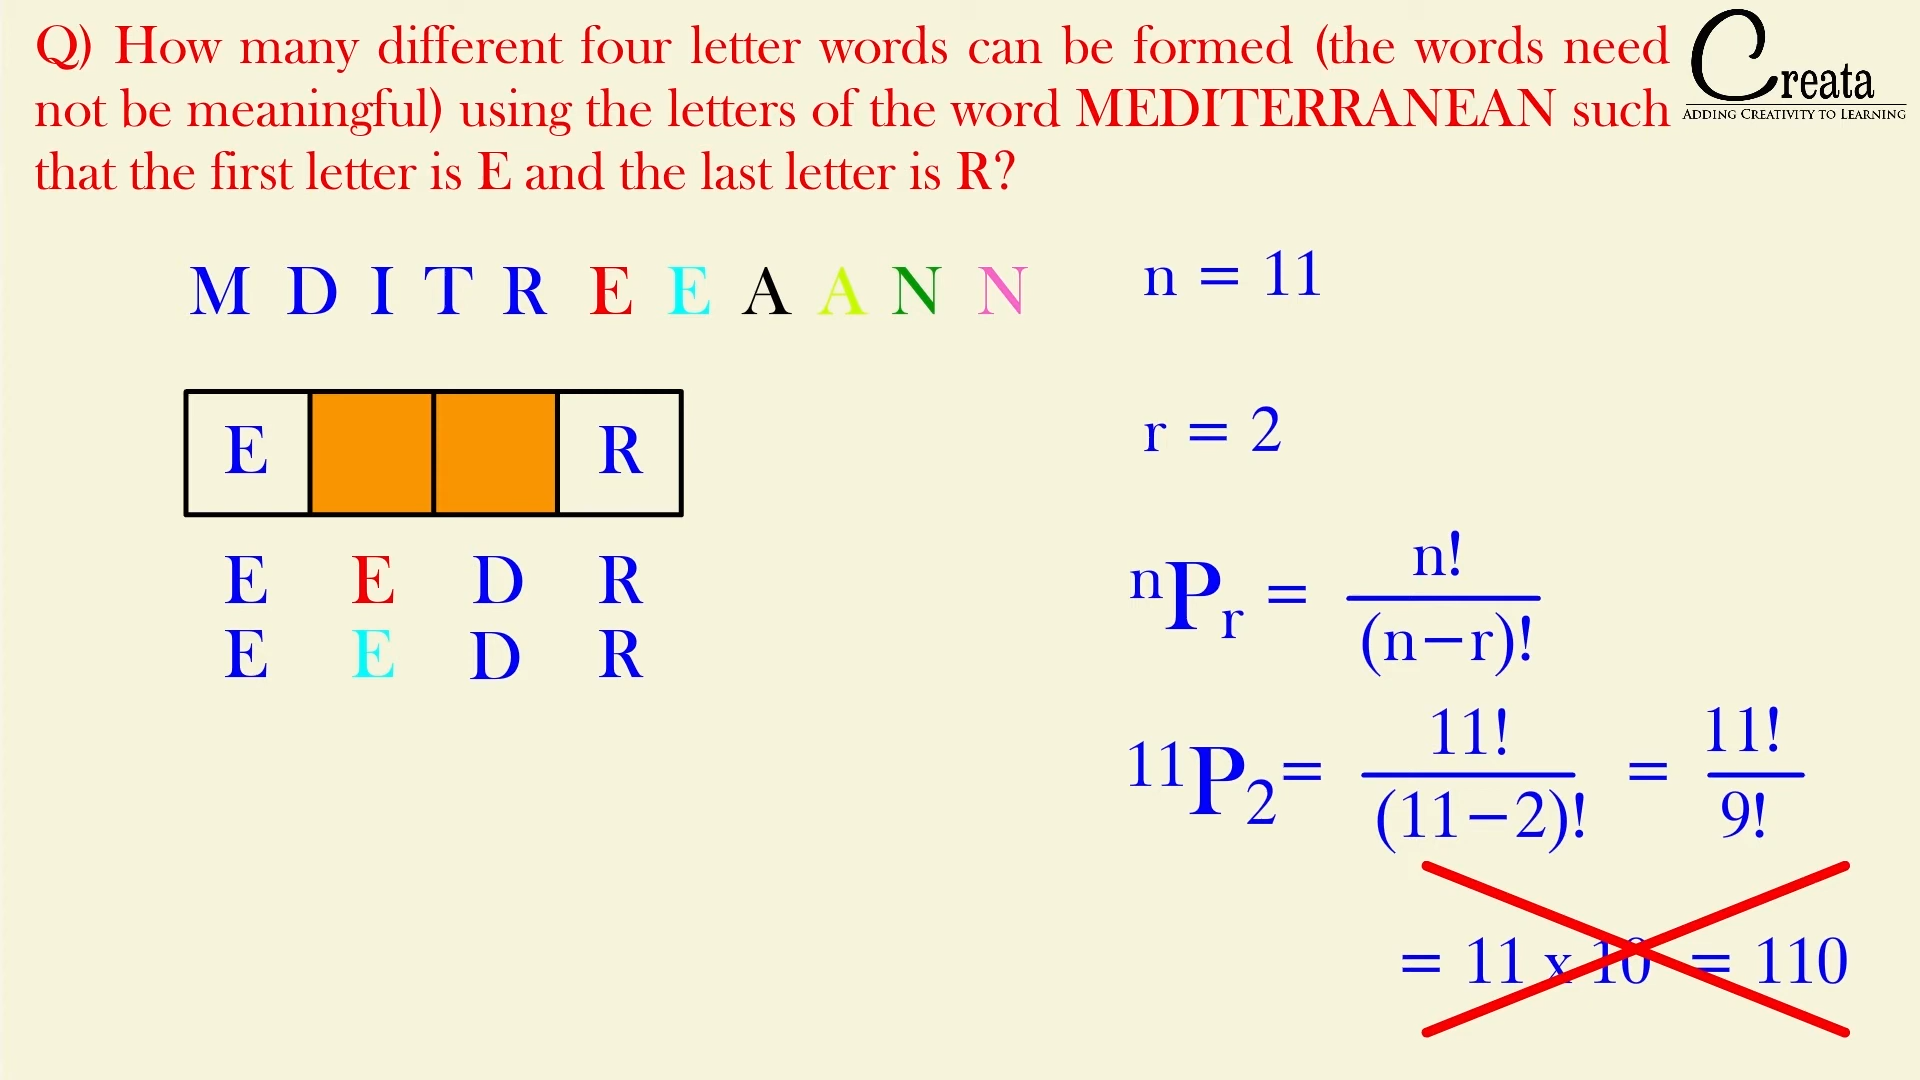 Q) How many different four letter words can be formed (the words need
not be meaningful) using the letters of the word MEDITERRANEAN such
that the first letter is E and the last letter is R?
Creata
ADDING CREATIVITY TO LEARNING
M D I T R E E A A N N
n = 11
E R
r = 2
E E D R
E E D R
ⁿPᵣ = n! / (n−r)!
¹¹P₂ = 11! / (11−2)! = 11! / 9!
= 11 x 10 = 110